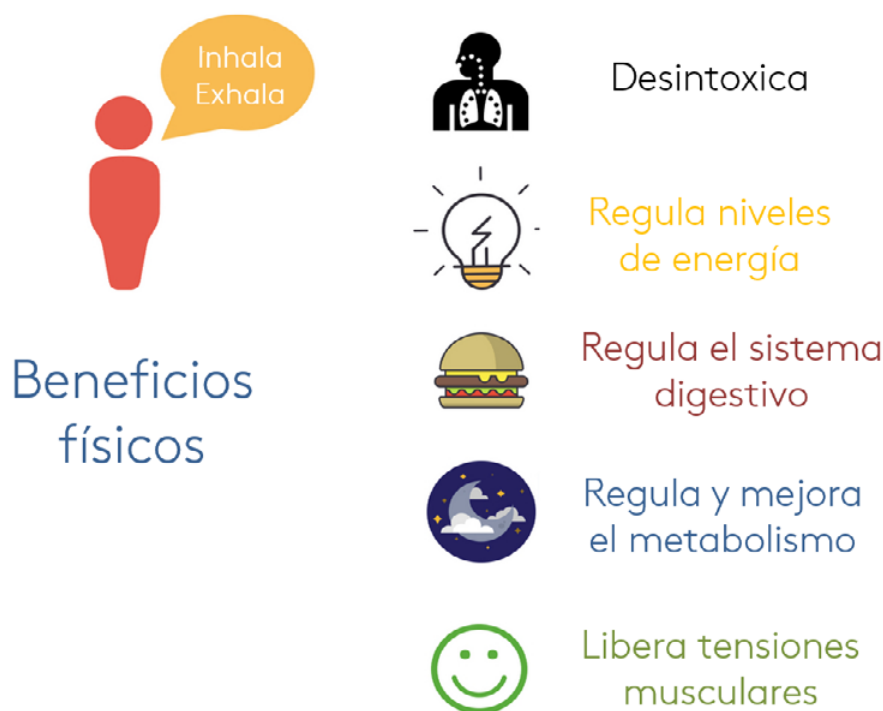 Inhala
Exhala
Beneficios
físicos
Desintoxica
Regula niveles
de energía
Regula el sistema
digestivo
Regula y mejora
el metabolismo
Libera tensiones
musculares